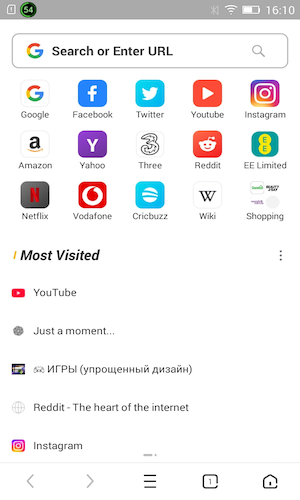 54
16:10
Search or Enter URL
Google Facebook Twitter Youtube Instagram
Amazon Yahoo Three Reddit EE Limited
Netflix Vodafone Cricbuzz Wiki Shopping
Most Visited
YouTube
Just a moment...
ИГРЫ (упрощенный дизайн)
Reddit - The heart of the internet
Instagram
1